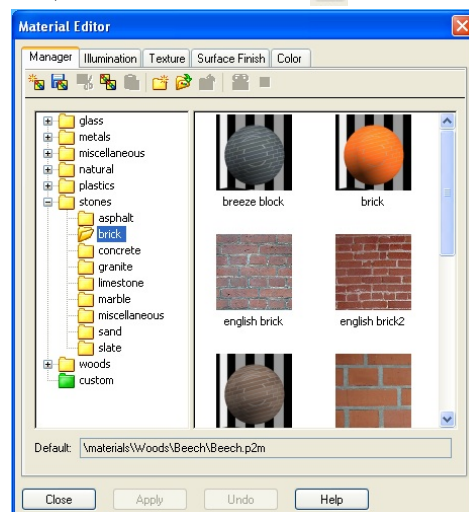 Material Editor
Manager Illumination Texture Surface Finish Color
glass
metals
miscellaneous
natural
plastics
stones
asphalt
brick
concrete
granite
limestone
marble
miscellaneous
sand
slate
woods
custom
breeze block brick
english brick english brick2
Default: \materials\Woods\Beech\Beech.p2m
Close Apply Undo Help